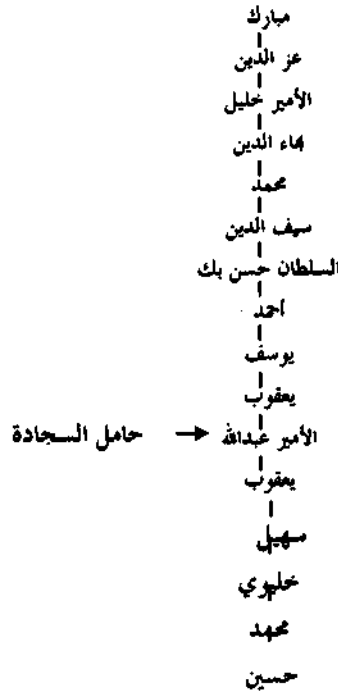 مبارك
عز الدين
الأمير خليل
بهاء الدين
محمد
سيف الدين
السلطان حسن بك
احمد
يوسف
يعقوب
حامل السجادة → الأمير عبدالله
يعقوب
سهيل
محمد
حسين